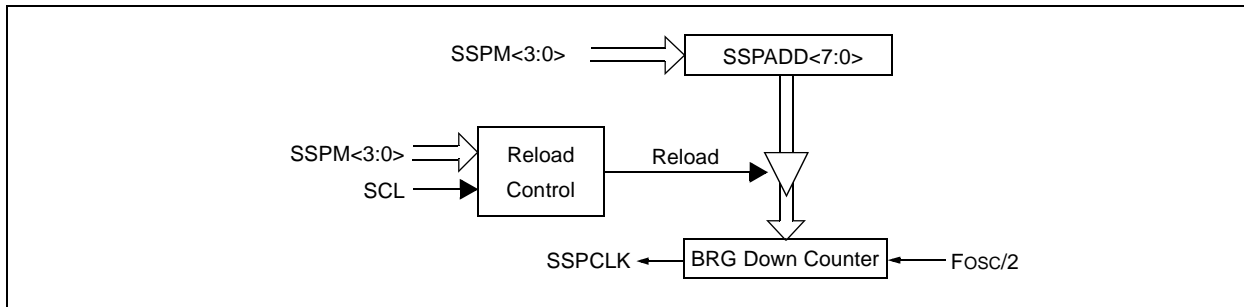 SSPM<3:0>
SSPADD<7:0>
SSPM<3:0>
SCL
Reload
Control
Reload
SSPCLK
BRG Down Counter
FOSC/2